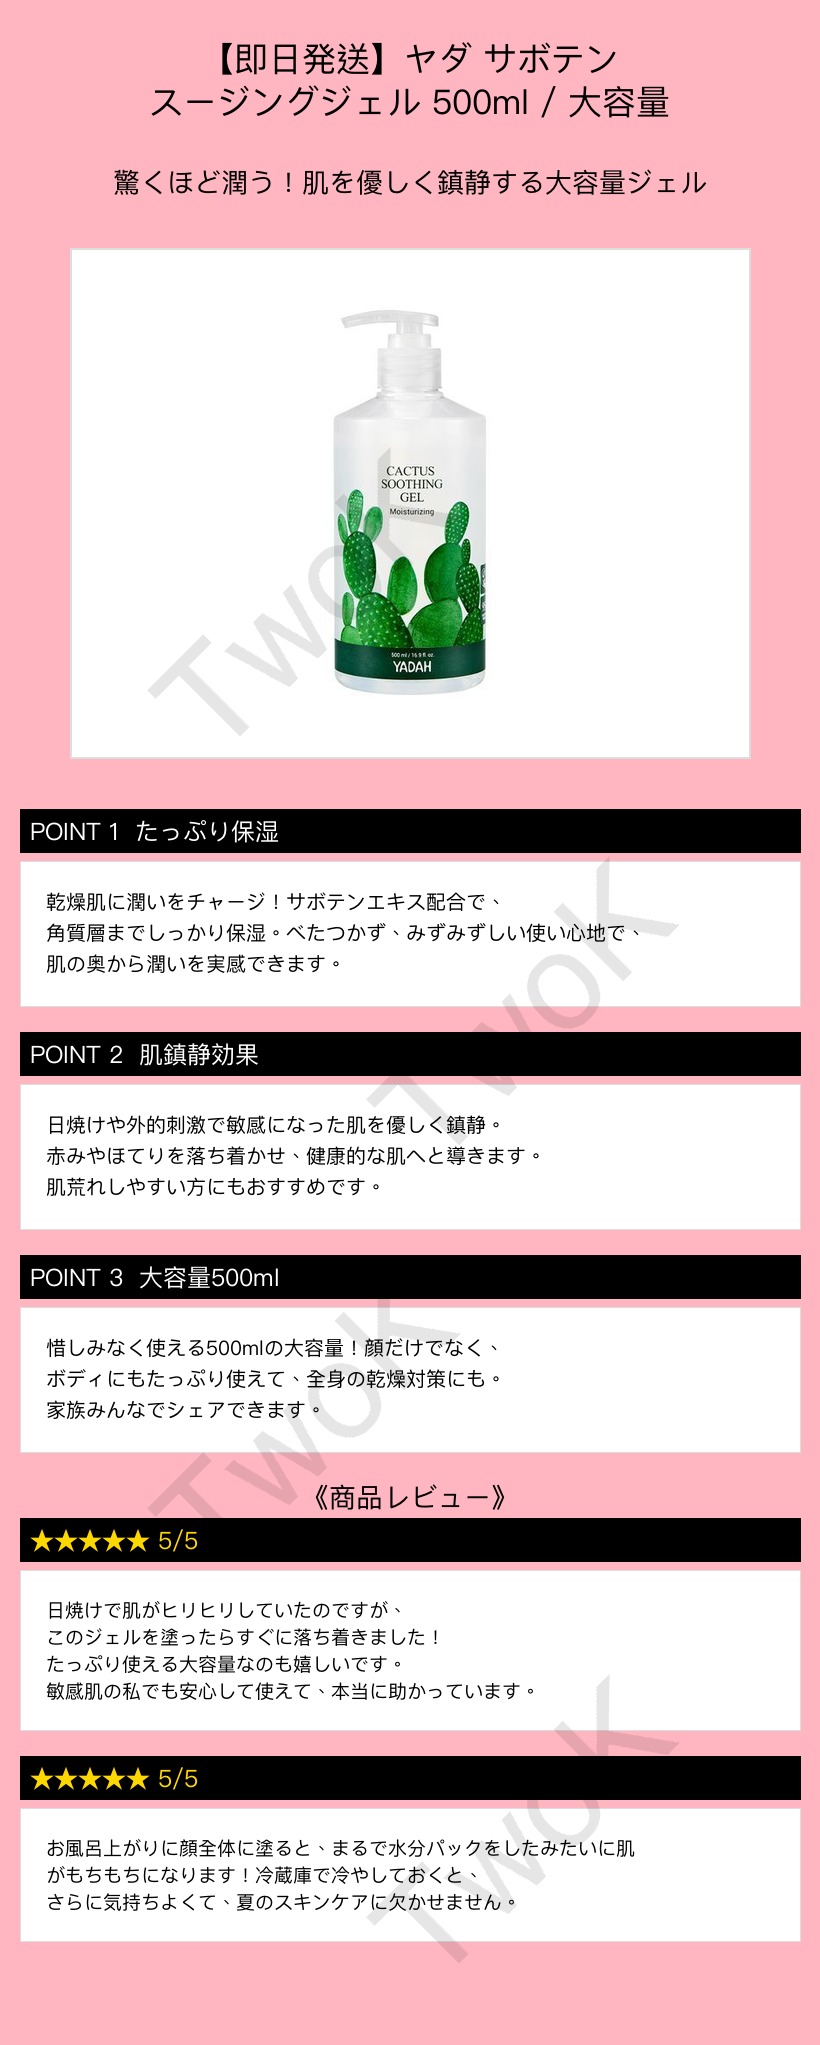 【即日発送】ヤダ サボテン
スージングジェル 500ml / 大容量
驚くほど潤う！肌を優しく鎮静する大容量ジェル
CACTUS
SOOTHING
GEL
Moisturizing
500 ml / 16.9 fl. oz.
YADAH
TwoK
POINT 1 たっぷり保湿
乾燥肌に潤いをチャージ！サボテンエキス配合で、
角質層までしっかり保湿。べたつかず、みずみずしい使い心地で、
肌の奥から潤いを実感できます。
TwoK
POINT 2 肌鎮静効果
日焼けや外的刺激で敏感になった肌を優しく鎮静。
赤みやほてりを落ち着かせ、健康的な肌へと導きます。
肌荒れしやすい方にもおすすめです。
POINT 3 大容量500ml
惜しみなく使える500mlの大容量！顔だけでなく、
ボディにもたっぷり使えて、全身の乾燥対策にも。
家族みんなでシェアできます。
TwoK
《商品レビュー》
★★★★★ 5/5
日焼けで肌がヒリヒリしていたのですが、
このジェルを塗ったらすぐに落ち着きました！
たっぷり使える大容量なのも嬉しいです。
敏感肌の私でも安心して使えて、本当に助かっています。
★★★★★ 5/5
お風呂上がりに顔全体に塗ると、まるで水分パックをしたみたいに肌
がもちもちになります！冷蔵庫で冷やしておくと、
さらに気持ちよくて、夏のスキンケアに欠かせません。
TwoK